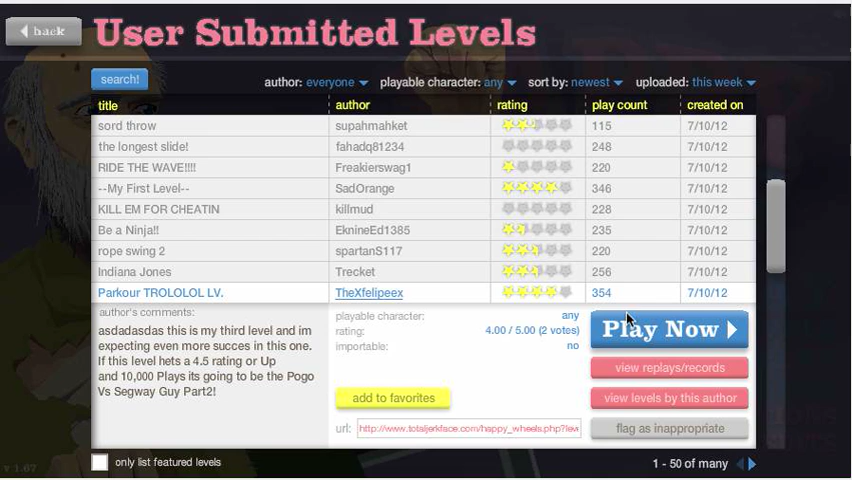 back
User Submitted Levels
search!
author: everyone playable character: any sort by: newest uploaded: this week
title author rating play count created on
sord throw supahmahket 115 7/10/12
the longest slide! fahadq81234 248 7/10/12
RIDE THE WAVE!!!! Freakierswag1 220 7/10/12
--My First Level-- SadOrange 346 7/10/12
KILL EM FOR CHEATIN killmud 228 7/10/12
Be a Ninja!! EknineEd1385 235 7/10/12
rope swing 2 spartanS117 220 7/10/12
Indiana Jones Trecket 256 7/10/12
Parkour TROLOLOL LV. TheXfelipeex 354 7/10/12
author's comments:
asdadasdas this is my third level and im
expecting even more succes in this one.
If this level hets a 4.5 rating or Up
and 10,000 Plays its going to be the Pogo
Vs Segway Guy Part2!
playable character: any
rating: 4.00 / 5.00 (2 votes)
importable: no
add to favorites
url: http://www.totaljerkface.com/happy_wheels.php?leve
Play Now
view replays/records
view levels by this author
flag as inappropriate
only list featured levels
1 - 50 of many
v 1.67